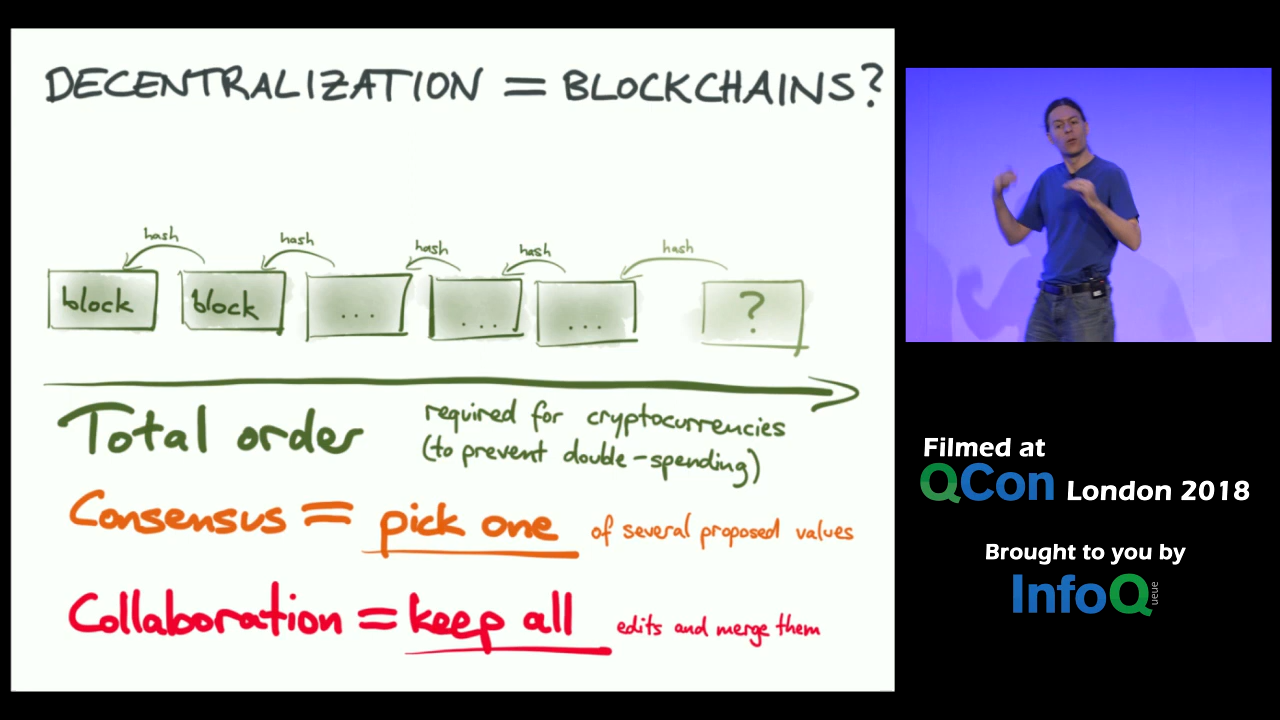 DECENTRALIZATION = BLOCKCHAINS?
hash hash hash hash hash
block block ... ... ... ?
Total order
required for cryptocurrencies
(to prevent double-spending)
Consensus = pick one of several proposed values
Collaboration = keep all edits and merge them
Filmed at
QCon London 2018
Brought to you by
InfoQ
ueue